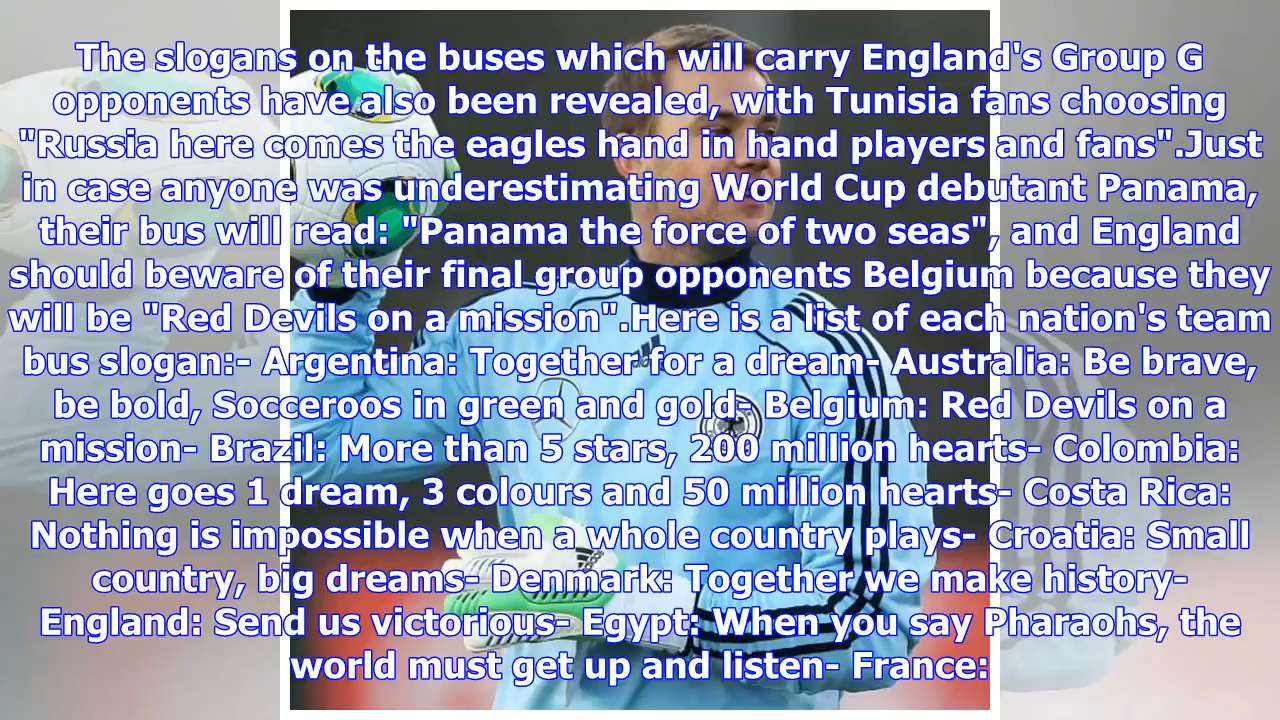 The slogans on the buses which will carry England's Group G
opponents have also been revealed, with Tunisia fans choosing
"Russia here comes the eagles hand in hand players and fans".Just
in case anyone was underestimating World Cup debutant Panama,
their bus will read: "Panama the force of two seas", and England
should beware of their final group opponents Belgium because they
will be "Red Devils on a mission".Here is a list of each nation's team
bus slogan:- Argentina: Together for a dream- Australia: Be brave,
be bold, Socceroos in green and gold- Belgium: Red Devils on a
mission- Brazil: More than 5 stars, 200 million hearts- Colombia:
Here goes 1 dream, 3 colours and 50 million hearts- Costa Rica:
Nothing is impossible when a whole country plays- Croatia: Small
country, big dreams- Denmark: Together we make history-
England: Send us victorious- Egypt: When you say Pharaohs, the
world must get up and listen- France: